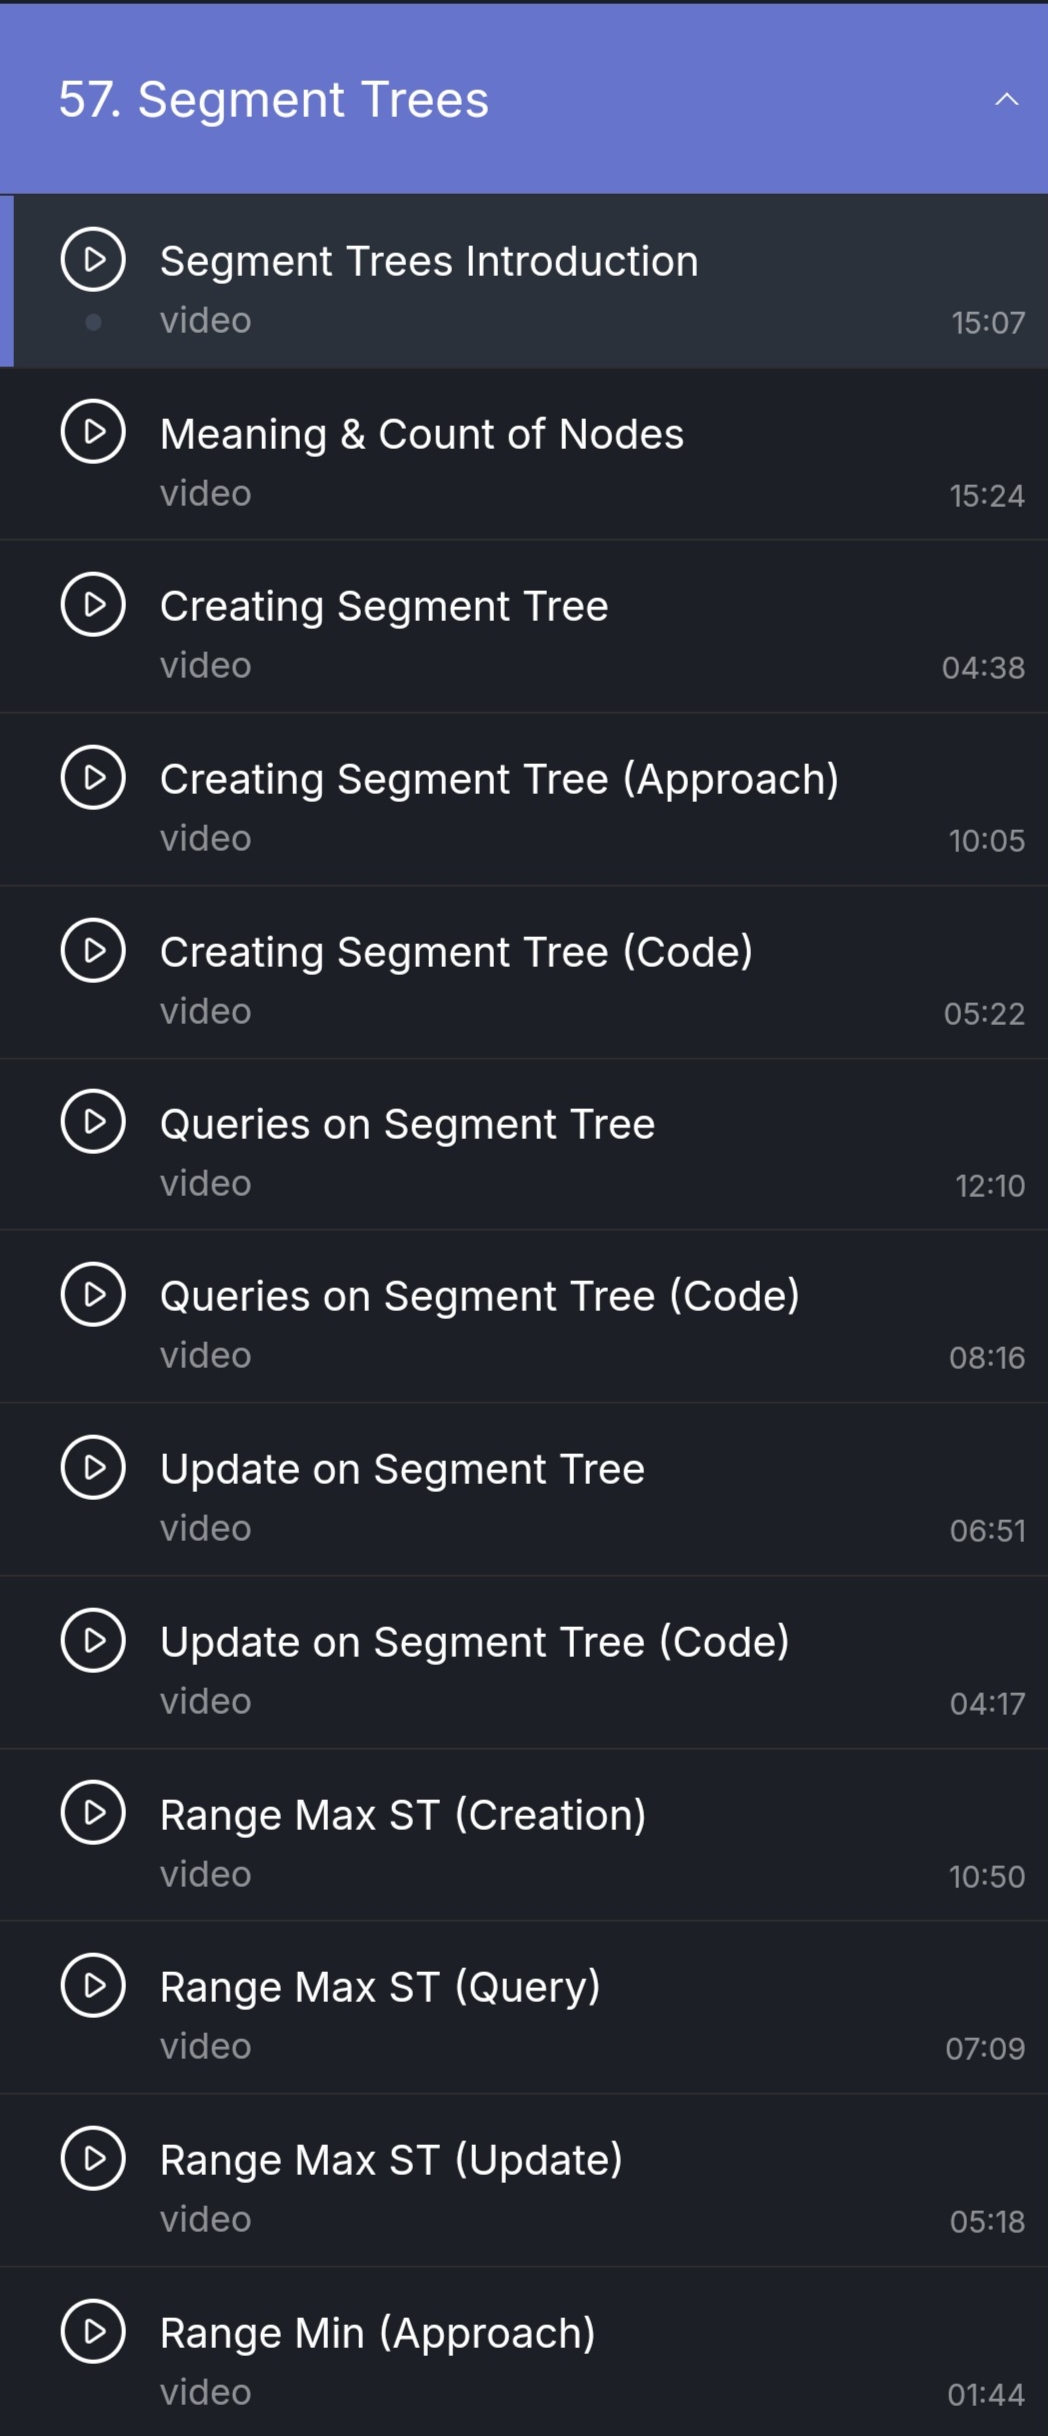 57. Segment Trees
Segment Trees Introduction
video
15:07
Meaning & Count of Nodes
video
15:24
Creating Segment Tree
video
04:38
Creating Segment Tree (Approach)
video
10:05
Creating Segment Tree (Code)
video
05:22
Queries on Segment Tree
video
12:10
Queries on Segment Tree (Code)
video
08:16
Update on Segment Tree
video
06:51
Update on Segment Tree (Code)
video
04:17
Range Max ST (Creation)
video
10:50
Range Max ST (Query)
video
07:09
Range Max ST (Update)
video
05:18
Range Min (Approach)
video
01:44